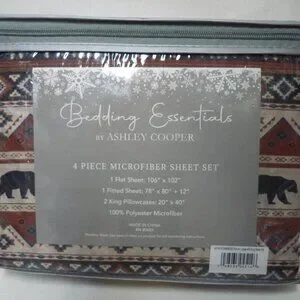 Bedding Essentials
BY ASHLEY COOPER
4 PIECE MICROFIBER SHEET SET
1 Flat Sheet: 106" x 102"
1 Fitted Sheet: 78" x 80" + 12"
2 King Pillowcases: 20" x 40"
100% Polyester Microfiber
MADE IN CHINA